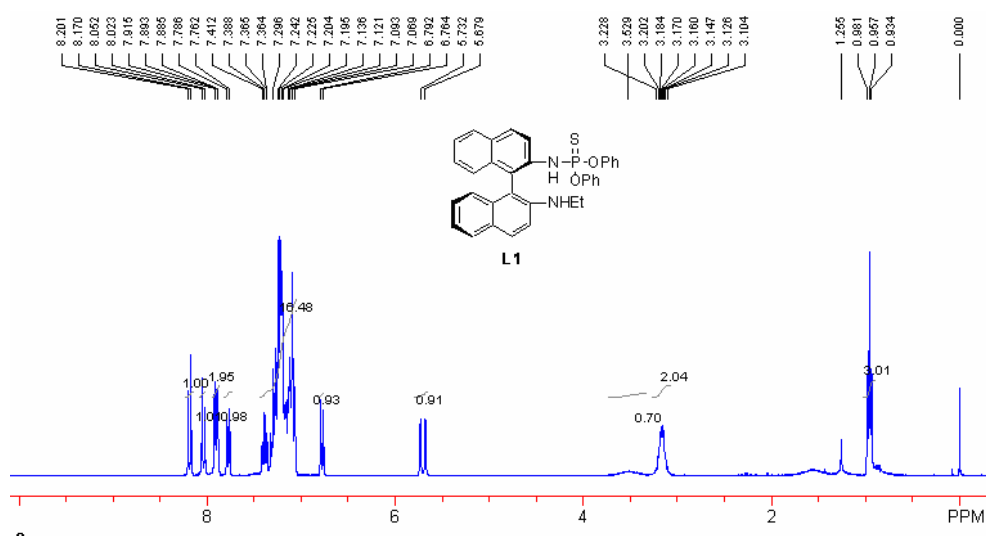 8.201 8.170 8.052 8.023 7.915 7.893 7.885 7.786 7.762 7.412 7.388 7.365 7.364 7.296 7.242 7.225 7.204 7.195 7.136 7.121 7.093 7.069 6.792 6.764 5.732 5.679 3.228 3.529 3.202 3.184 3.170 3.160 3.147 3.126 3.104 1.255 0.981 0.957 0.934 0.000
S
N-P-OPh
H OPh
NHEt
L1
16.48
1.00 1.95 2.04 3.01
0.98 0.93 0.91 0.70
8 6 4 2 PPM